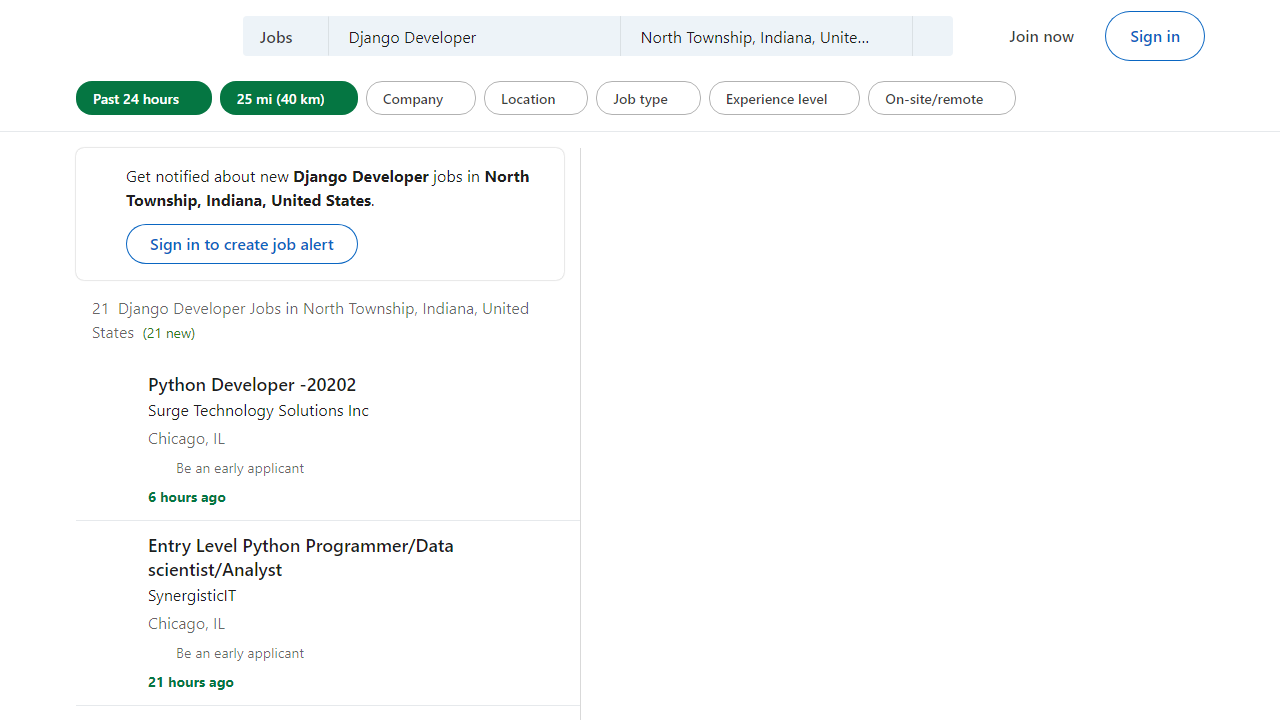 Jobs
Django Developer
North Township, Indiana, Unite...
Join now
Sign in
Past 24 hours
25 mi (40 km)
Company
Location
Job type
Experience level
On-site/remote
Get notified about new Django Developer jobs in North
Township, Indiana, United States.
Sign in to create job alert
21 Django Developer Jobs in North Township, Indiana, United
States (21 new)
Python Developer -20202
Surge Technology Solutions Inc
Chicago, IL
Be an early applicant
6 hours ago
Entry Level Python Programmer/Data
scientist/Analyst
SynergisticIT
Chicago, IL
Be an early applicant
21 hours ago